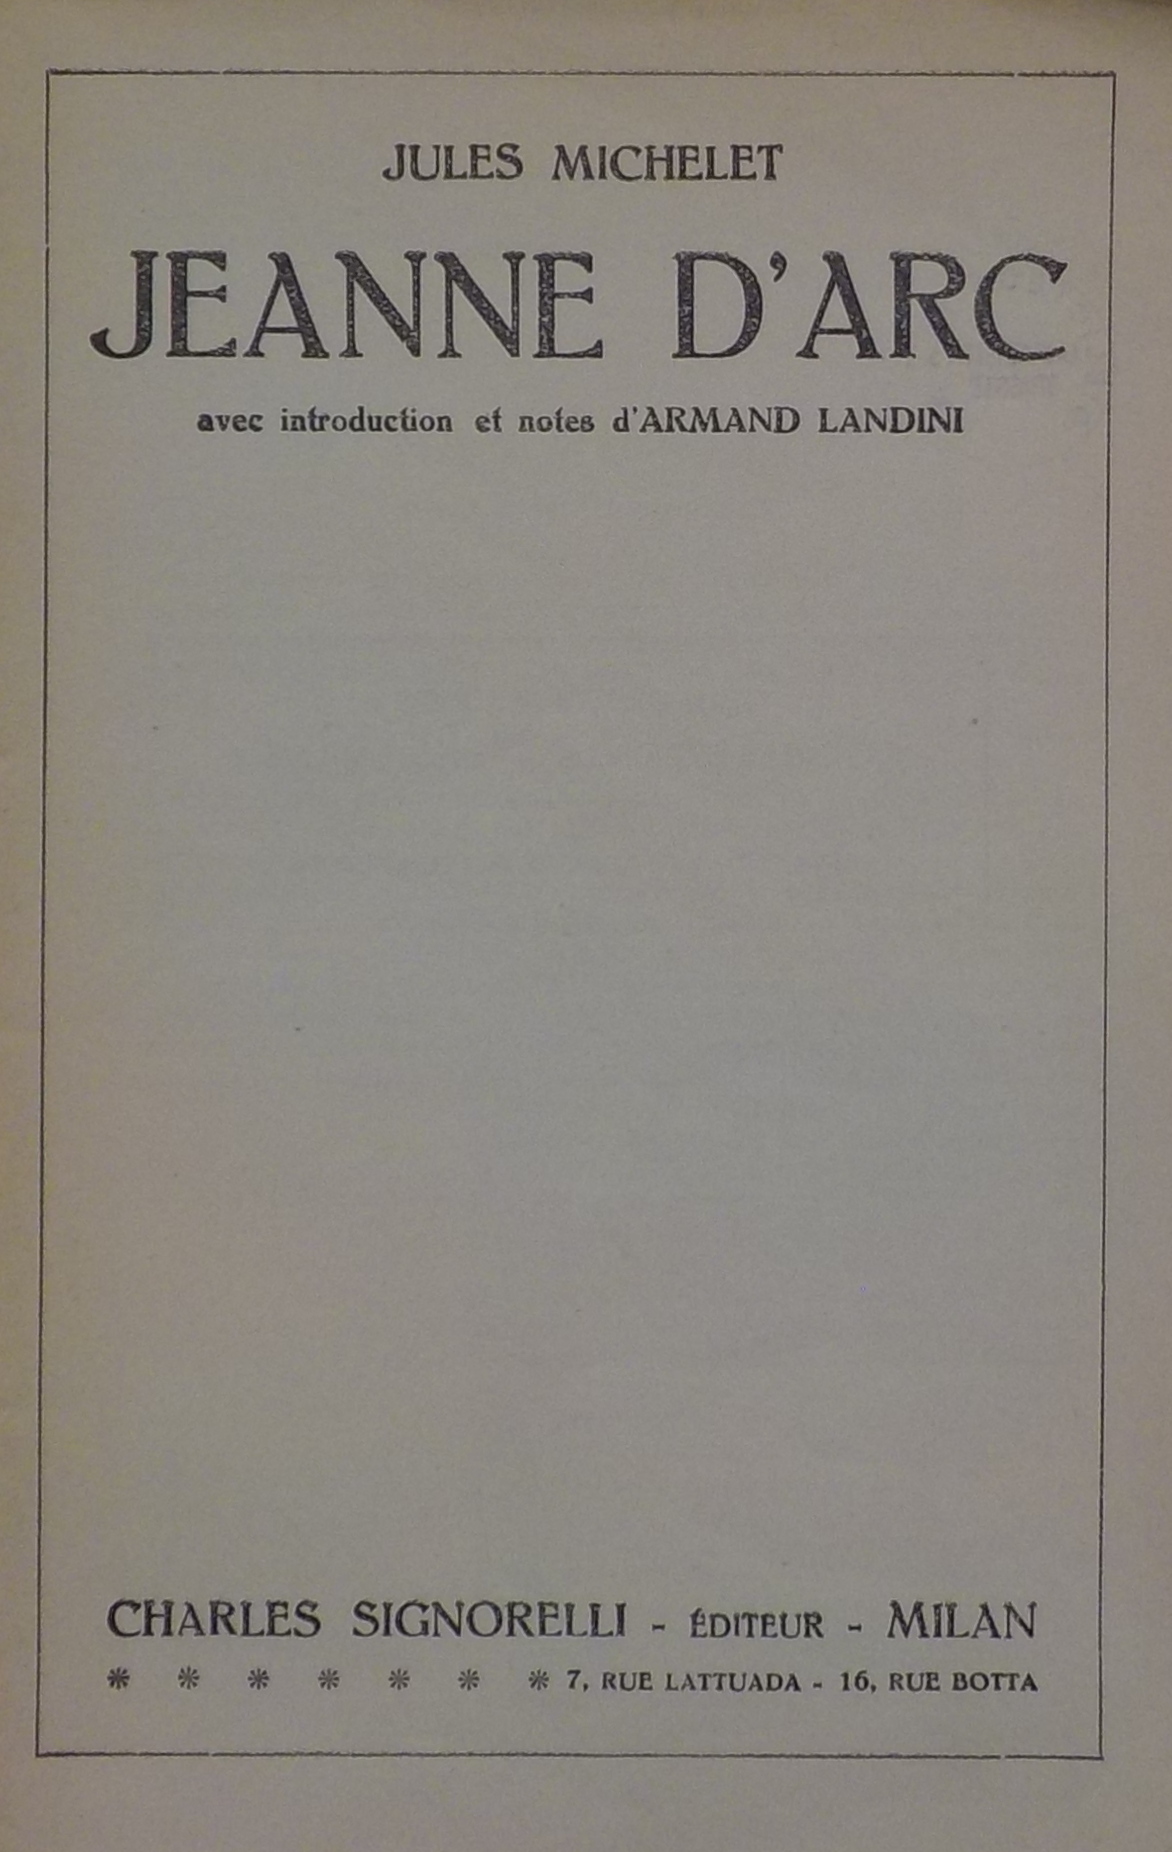 JULES MICHELET
JEANNE D'ARC
avec introduction et notes d'ARMAND LANDINI
CHARLES SIGNORELLI - ÉDITEUR - MILAN
* * * * * * * 7, RUE LATTUADA - 16, RUE BOTTA